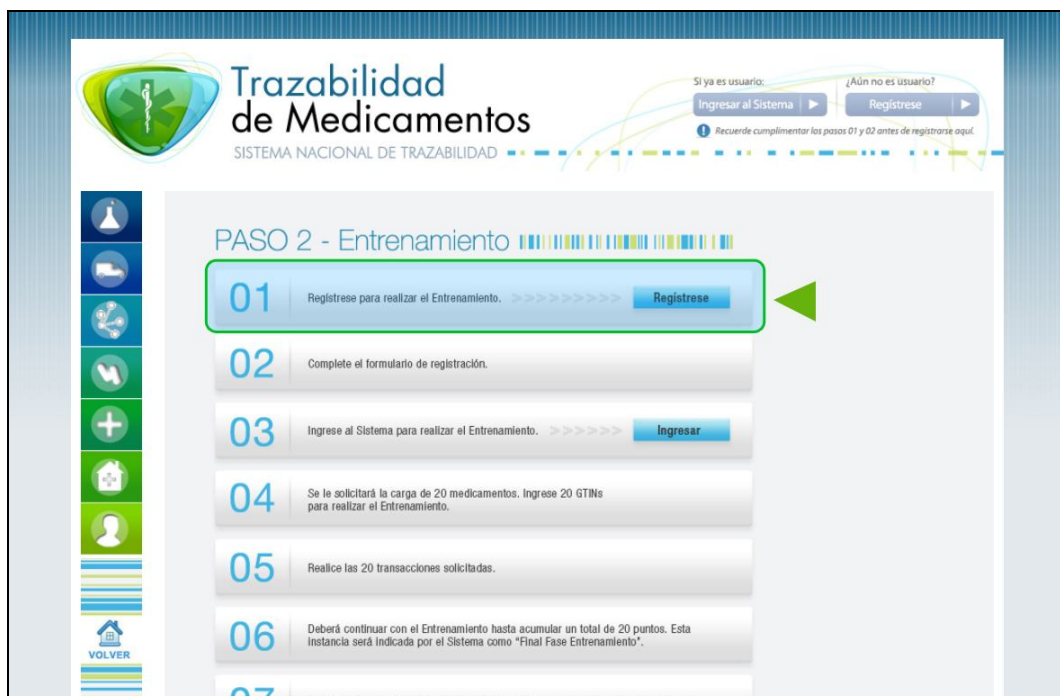 Trazabilidad
de Medicamentos
SISTEMA NACIONAL DE TRAZABILIDAD
Si ya es usuario:
Ingresar al Sistema
¿Aún no es usuario?
Regístrese
Recuerde cumplimentar los pasos 01 y 02 antes de registrarse aquí.
PASO 2 - Entrenamiento
01
Regístrese para realizar el Entrenamiento. >>>>>>>>>> Regístrese
02
Complete el formulario de registración.
03
Ingrese al Sistema para realizar el Entrenamiento. >>>>>> Ingresar
04
Se le solicitará la carga de 20 medicamentos. Ingrese 20 GTINs
para realizar el Entrenamiento.
05
Realice las 20 transacciones solicitadas.
06
Deberá continuar con el Entrenamiento hasta acumular un total de 20 puntos. Esta
instancia será indicada por el Sistema como "Final Fase Entrenamiento".
07
VOLVER